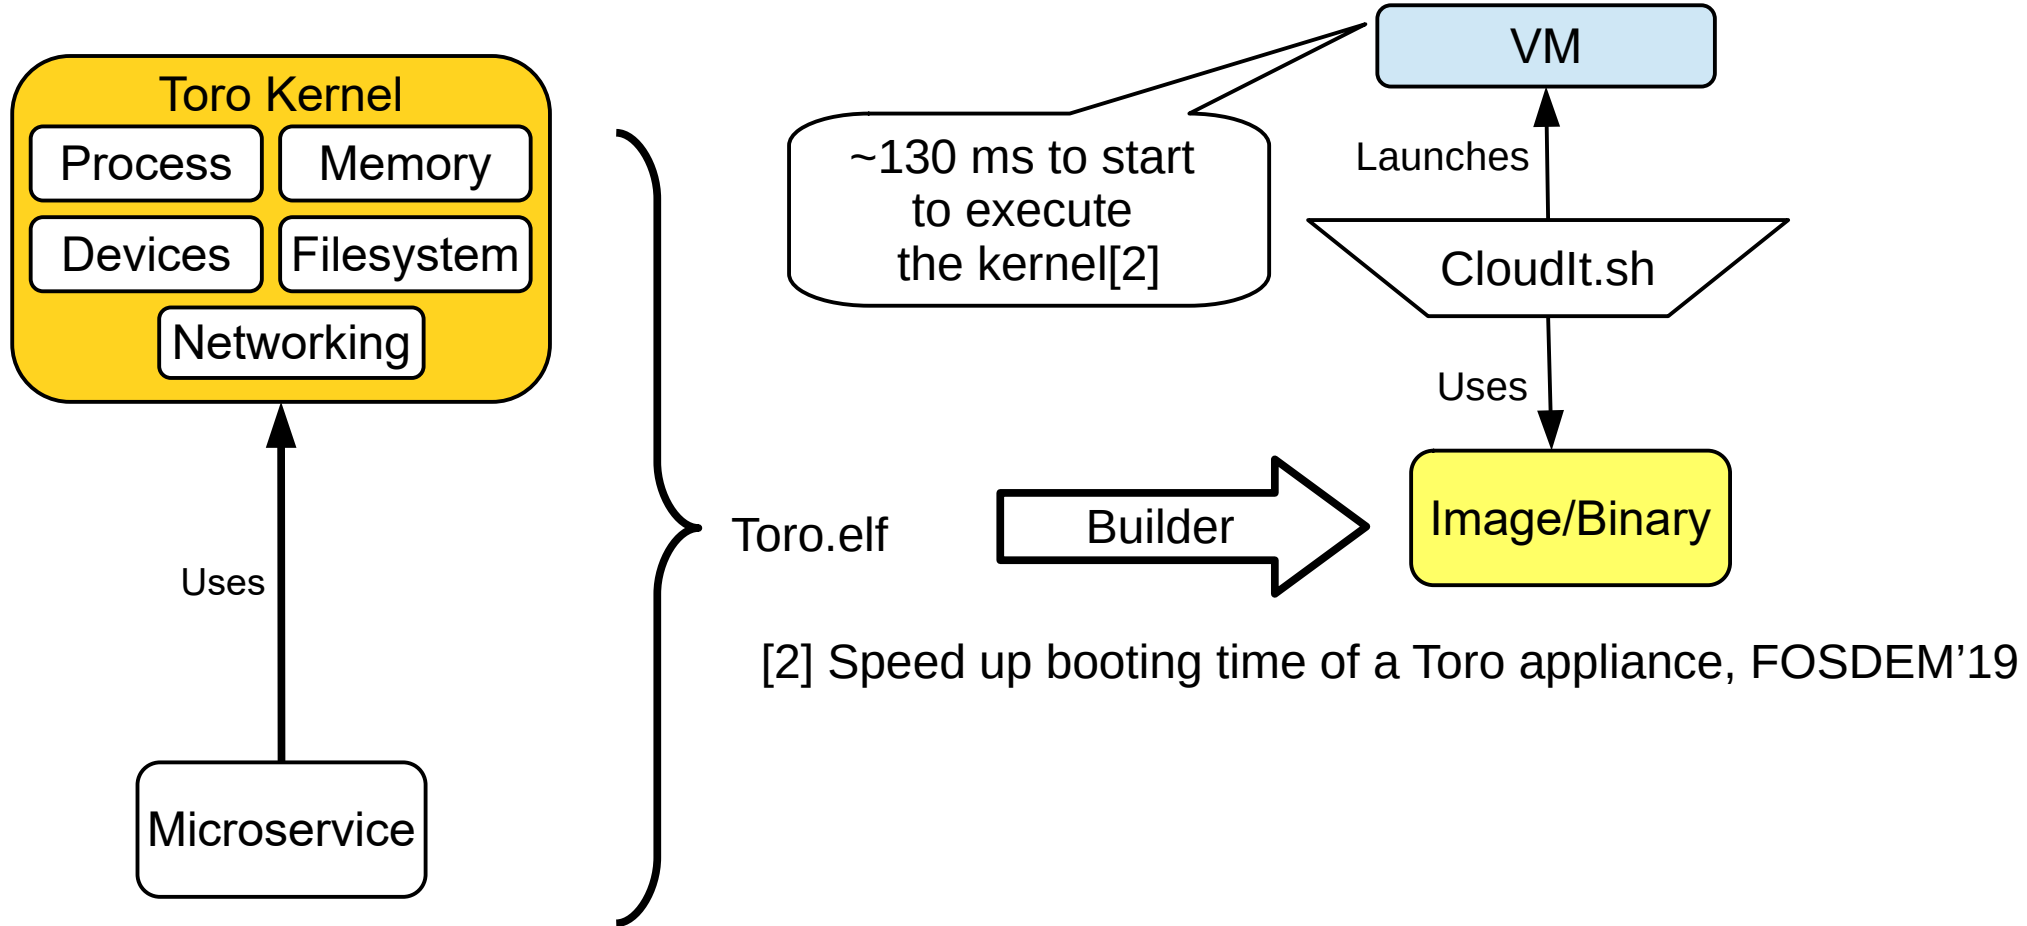 Toro Kernel
Process
Memory
Devices
Filesystem
Networking
Uses
Microservice
Toro.elf
Builder
~130 ms to start
to execute
the kernel[2]
VM
Launches
CloudIt.sh
Uses
Image/Binary
[2] Speed up booting time of a Toro appliance, FOSDEM’19